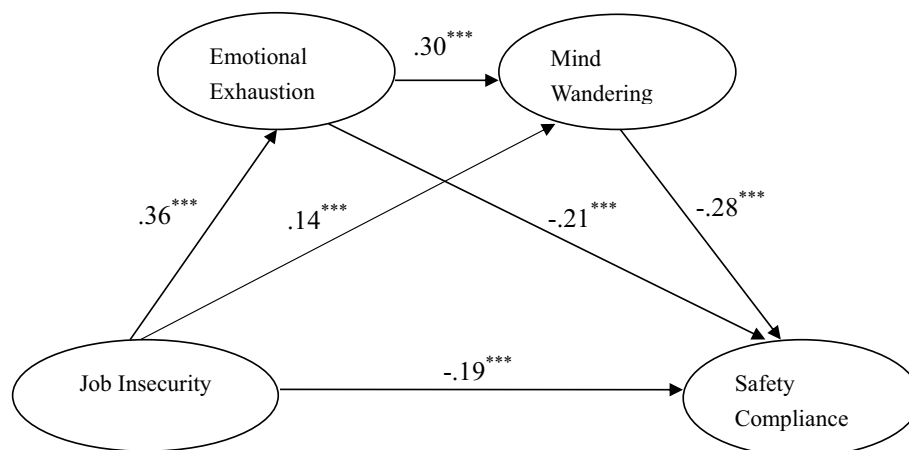 Emotional
Exhaustion
.30***
Mind
Wandering
.36***
.14***
-.21***
-.28***
Job Insecurity
-.19***
Safety
Compliance